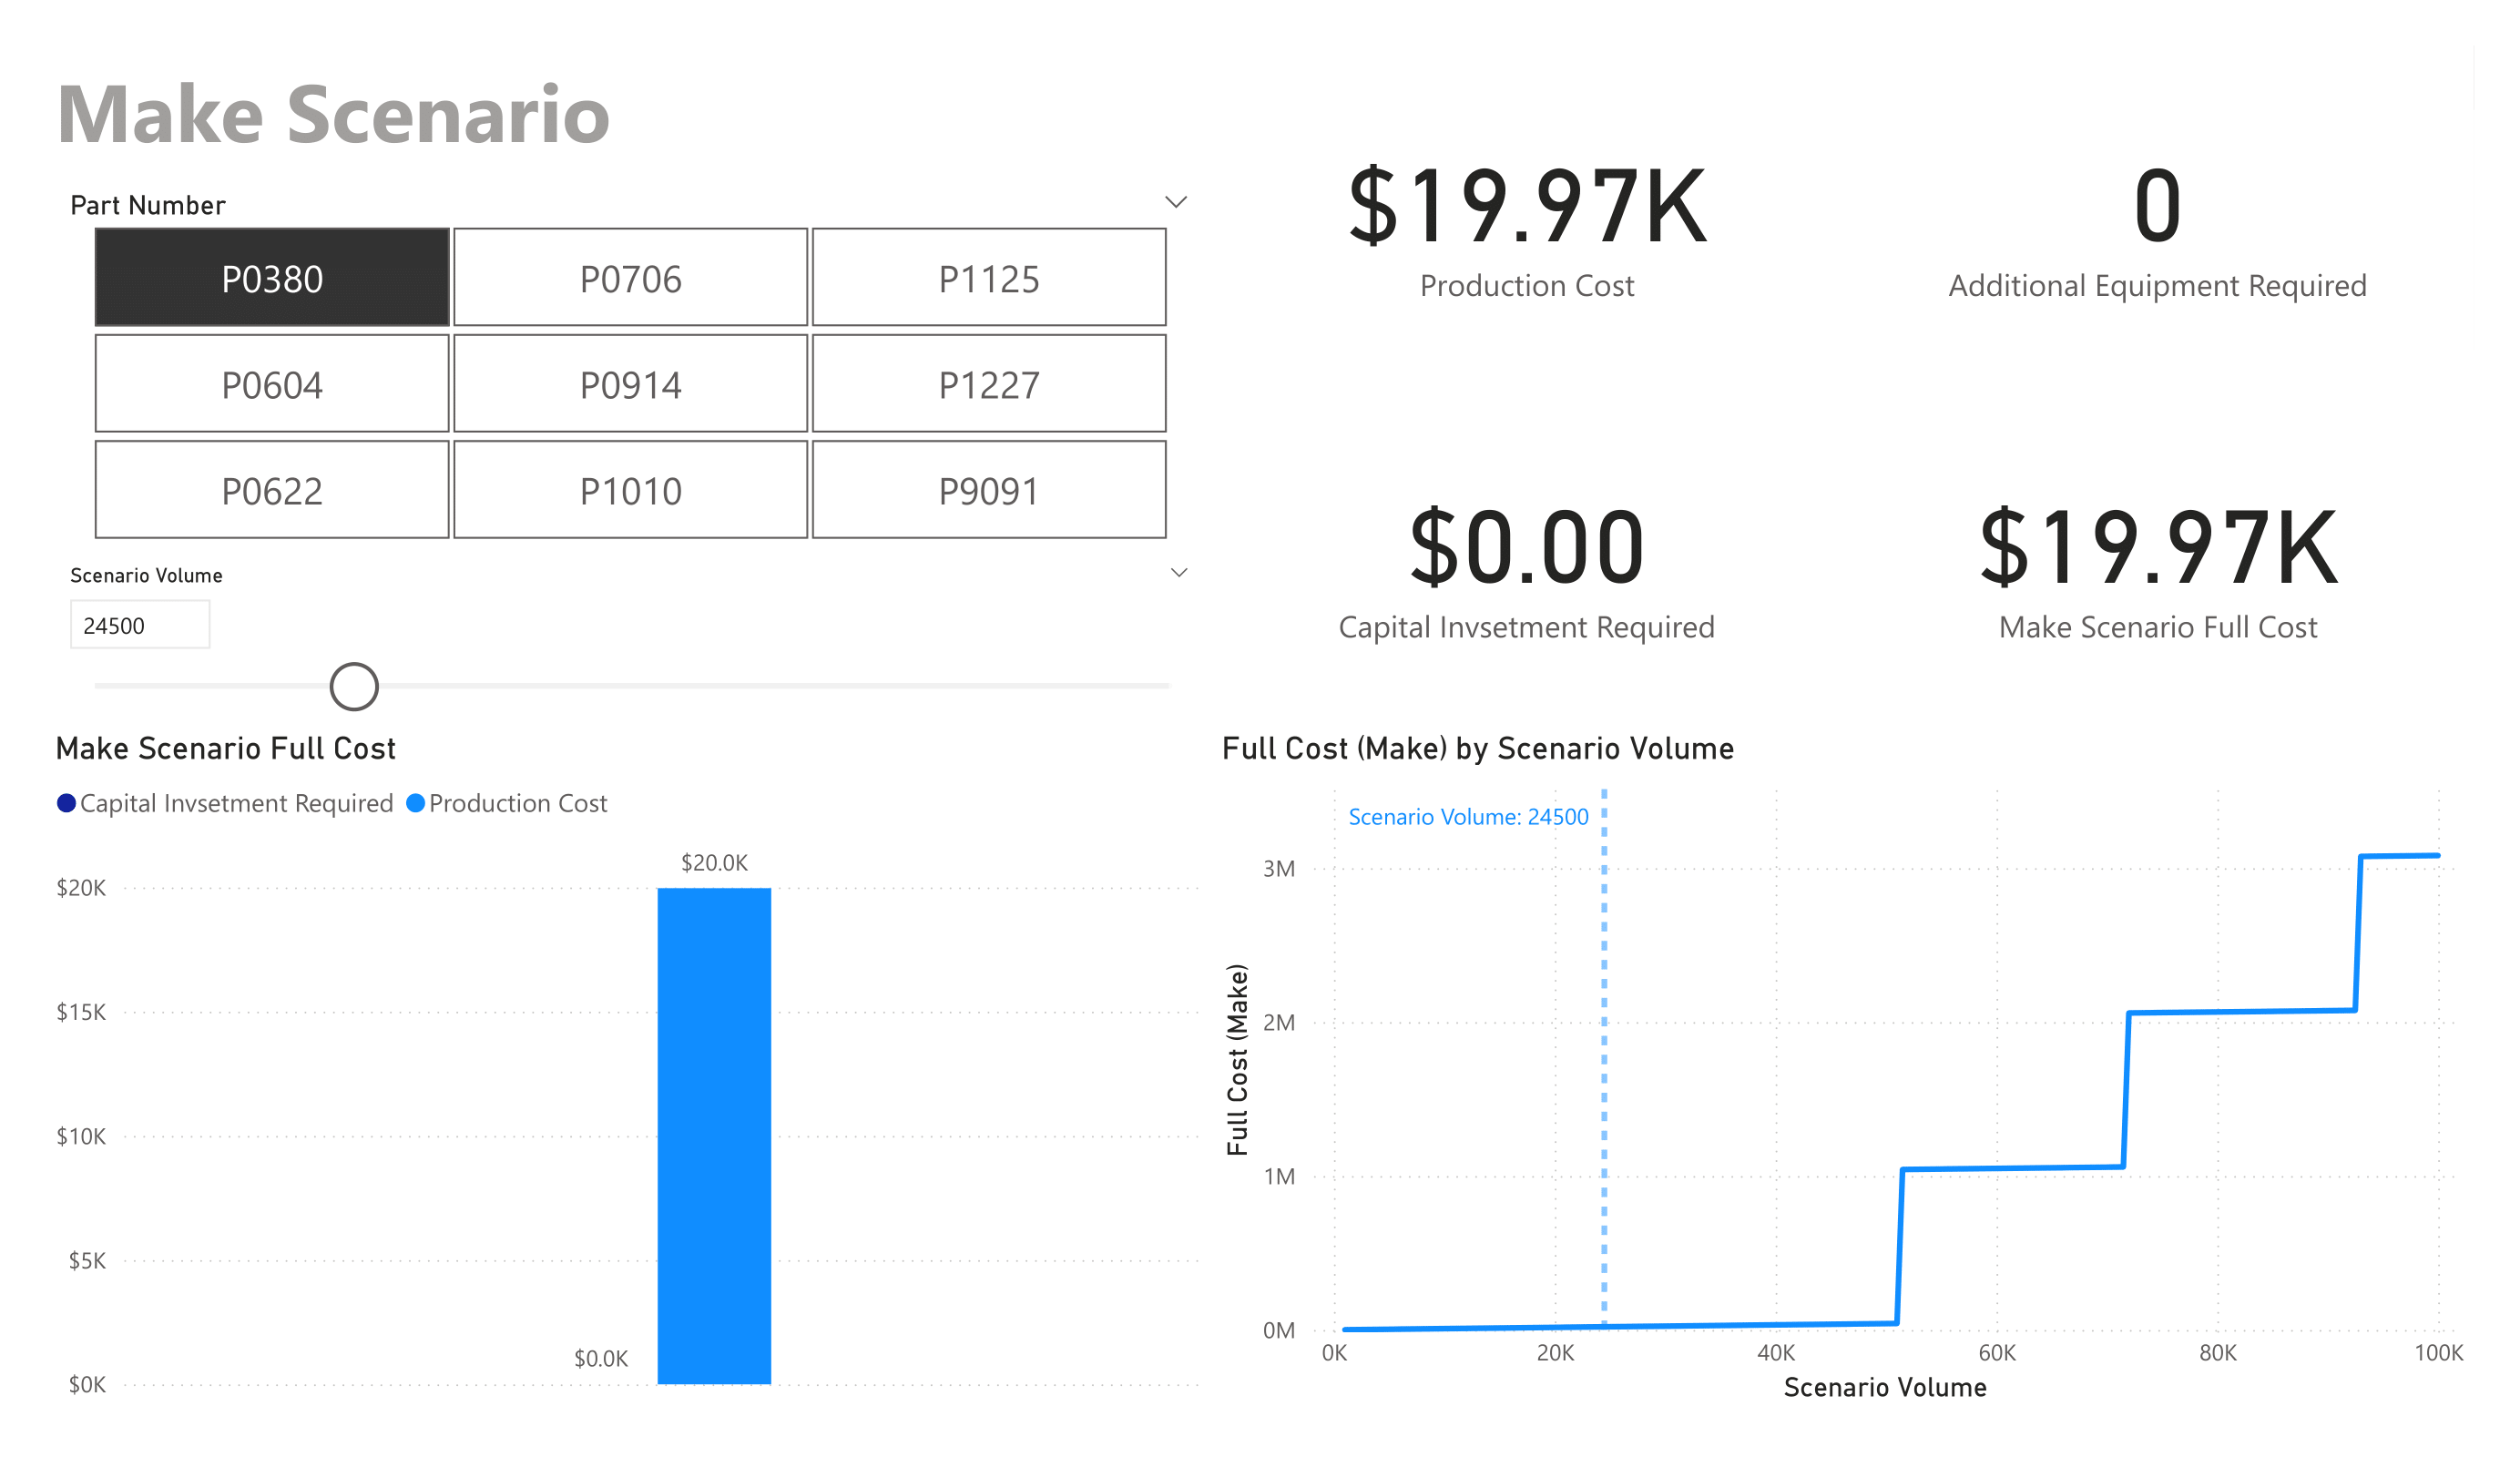 Make Scenario
Part Number
P0380
P0706
P1125
P0604
P0914
P1227
P0622
P1010
P9091
Scenario Volume
24500
$19.97K
Production Cost
0
Additional Equipment Required
$0.00
Capital Invsetment Required
$19.97K
Make Scenario Full Cost
Make Scenario Full Cost
Capital Invsetment Required
Production Cost
$20K
$15K
$10K
$5K
$0K
$20.0K
$0.0K
Full Cost (Make) by Scenario Volume
Scenario Volume: 24500
Full Cost (Make)
3M
2M
1M
0M
0K
20K
40K
60K
80K
100K
Scenario Volume